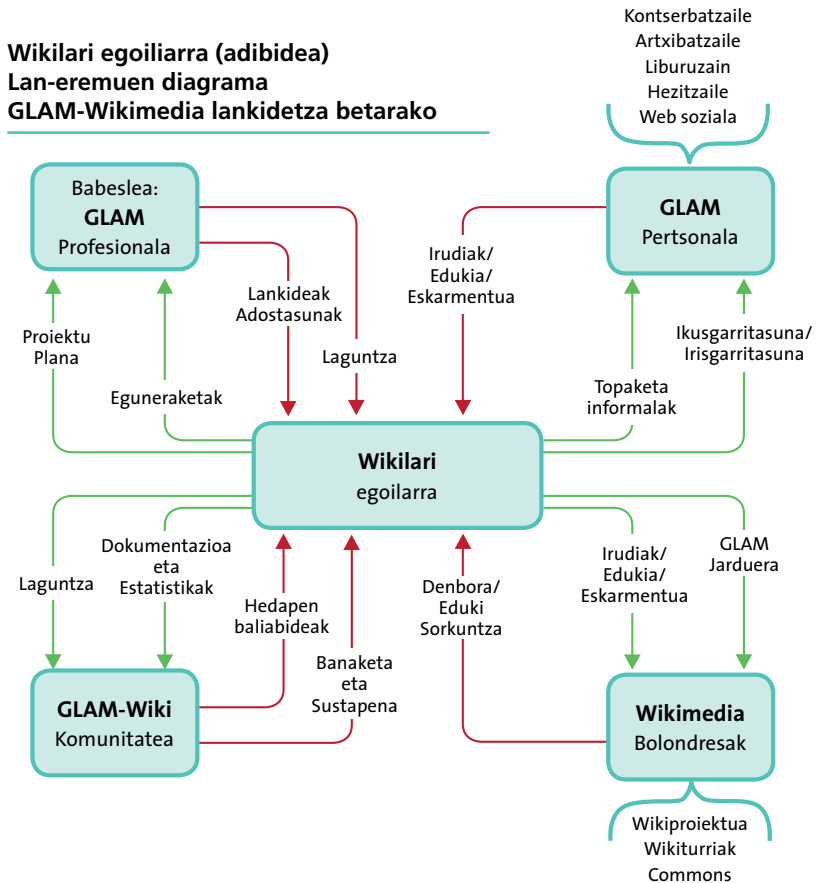 Wikilari egoiliarra (adibidea)
Lan-eremuen diagrama
GLAM-Wikimedia lankidetza betarako
Kontserbatzaile
Artxibatzaile
Liburuzain
Hezitzaile
Web soziala
Babeslea:
GLAM
Profesionala
GLAM
Pertsonala
Proiektu
Plana
Eguneraketak
Lankideak
Adostasunak
Laguntza
Irudiak/
Edukia/
Eskarmentua
Topaketa
informalak
Ikusgarritasuna/
Irisgarritasuna
Wikilari
egoilarra
Laguntza
Dokumentazioa
eta
Estatistikak
Hedapen
baliabideak
Banaketa
eta
Sustapena
Denbora/
Eduki
Sorkuntza
Irudiak/
Edukia/
Eskarmentua
GLAM
Jarduera
GLAM-Wiki
Komunitatea
Wikimedia
Bolondresak
Wikiproiektua
Wikiturriak
Commons